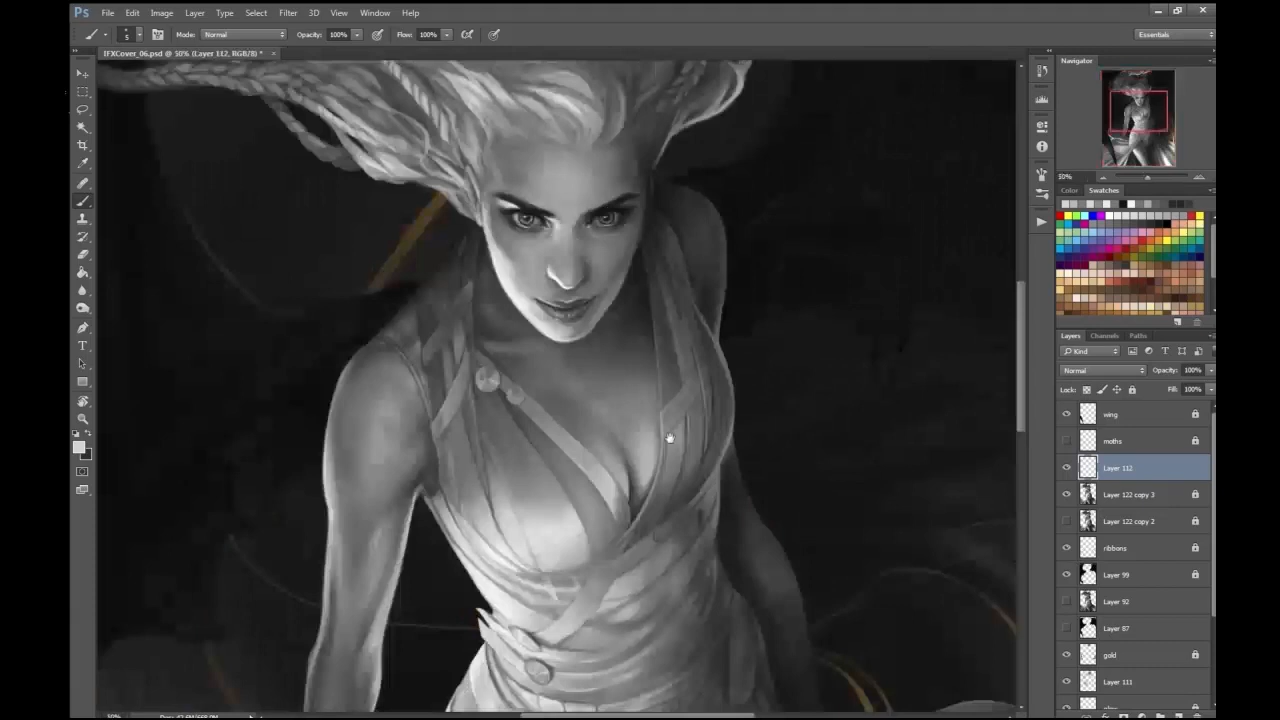 Ps File Edit Image Layer Type Select Filter 3D View Window Help
5 Mode: Normal Opacity: 100% Flow: 100% Essentials
IFXCover_06.psd @ 50% (Layer 112, RGB/8) * ×
Navigator
50%
Color Swatches
Layers Channels Paths
Kind
Normal Opacity: 100%
Lock: Fill: 100%
wing
moths
Layer 112
Layer 122 copy 3
Layer 122 copy 2
ribbons
Layer 99
Layer 92
Layer 87
gold
Layer 111
50%